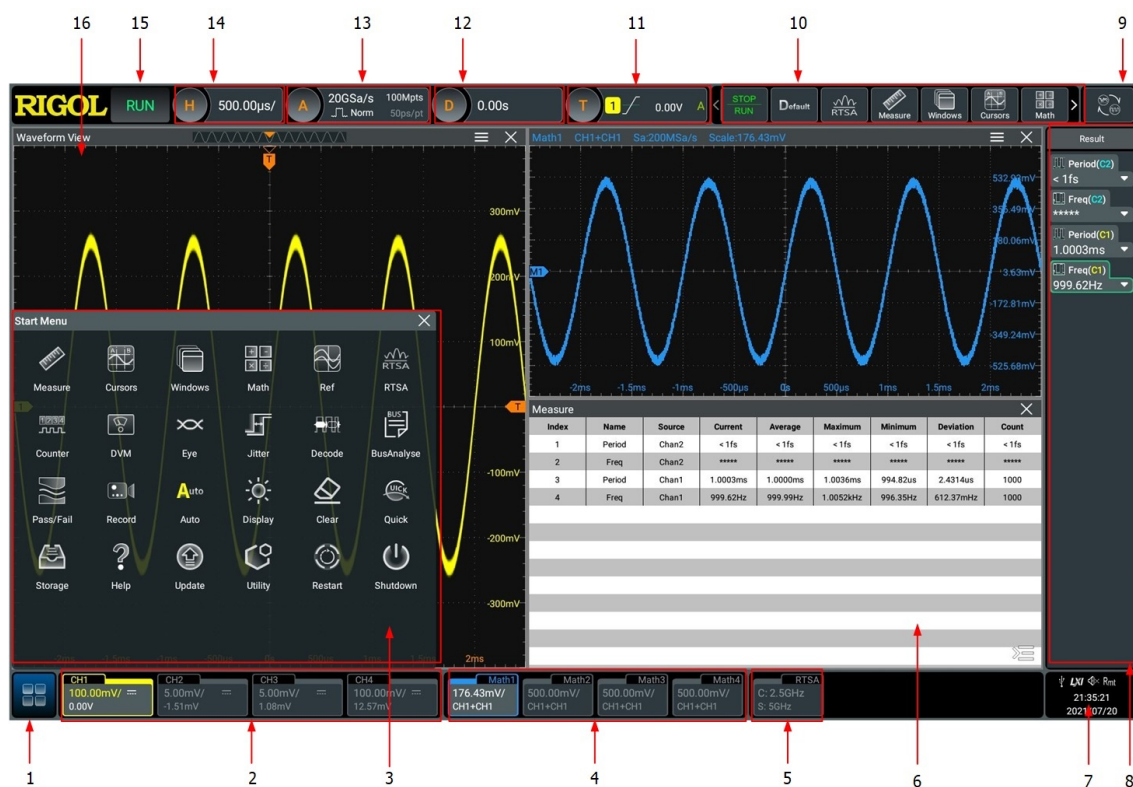 16 15 14 13 12 11 10 9
RIGOL RUN H 500.00μs/ A 20GSa/s 100Mpts D 0.00s T 1 0.00V A < STOP RUN Default RTSA Measure Windows Cursors Math >
Norm 50ps/pt
Waveform View
T
300mV
200mV
100mV
T
-100mV
-200mV
-300mV
2ms
Math1 CH1+CH1 Sa:200MSa/s Scale:176.43mV
532.93mV
356.49mV
180.06mV
M1 3.63mV
-172.81mV
-349.24mV
-525.68mV
-2ms -1.5ms -1ms -500μs 0s 500μs 1ms 1.5ms 2ms
Result
Period(C2)
< 1fs
Freq(C2)
*****
Period(C1)
1.0003ms
Freq(C1)
999.62Hz
Start Menu
Measure Cursors Windows Math Ref RTSA
RTSA
1234
Counter DVM Eye Jitter Decode BusAnalyse
BUS
Pass/Fail Record Auto Display Clear Quick
Auto
UICK
Storage Help Update Utility Restart Shutdown
Measure
Index Name Source Current Average Maximum Minimum Deviation Count
1 Period Chan2 < 1fs < 1fs < 1fs < 1fs < 1fs < 1fs
2 Freq Chan2 ***** ***** ***** ***** ***** *****
3 Period Chan1 1.0003ms 1.0000ms 1.0036ms 994.82us 2.4314us 1000
4 Freq Chan1 999.62Hz 999.99Hz 1.0052kHz 996.35Hz 612.37mHz 1000
CH1
100.00mV/
0.00V
CH2
5.00mV/
-1.51mV
CH3
5.00mV/
1.08mV
CH4
100.00mV/
12.57mV
Math1
176.43mV/
CH1+CH1
Math2
500.00mV/
CH1+CH1
Math3
500.00mV/
CH1+CH1
Math4
500.00mV/
CH1+CH1
RTSA
C: 2.5GHz
S: 5GHz
LXI Rmt
21:35:21
2021/07/20
1 2 3 4 5 6 7 8